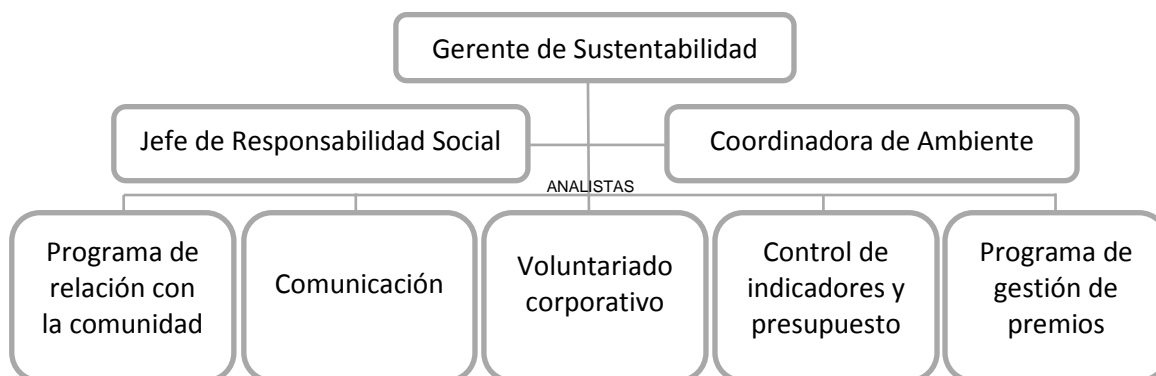 Gerente de Sustentabilidad
Jefe de Responsabilidad Social
Coordinadora de Ambiente
ANALISTAS
Programa de
relación con
la comunidad
Comunicación
Voluntariado
corporativo
Control de
indicadores y
presupuesto
Programa de
gestión de
premios